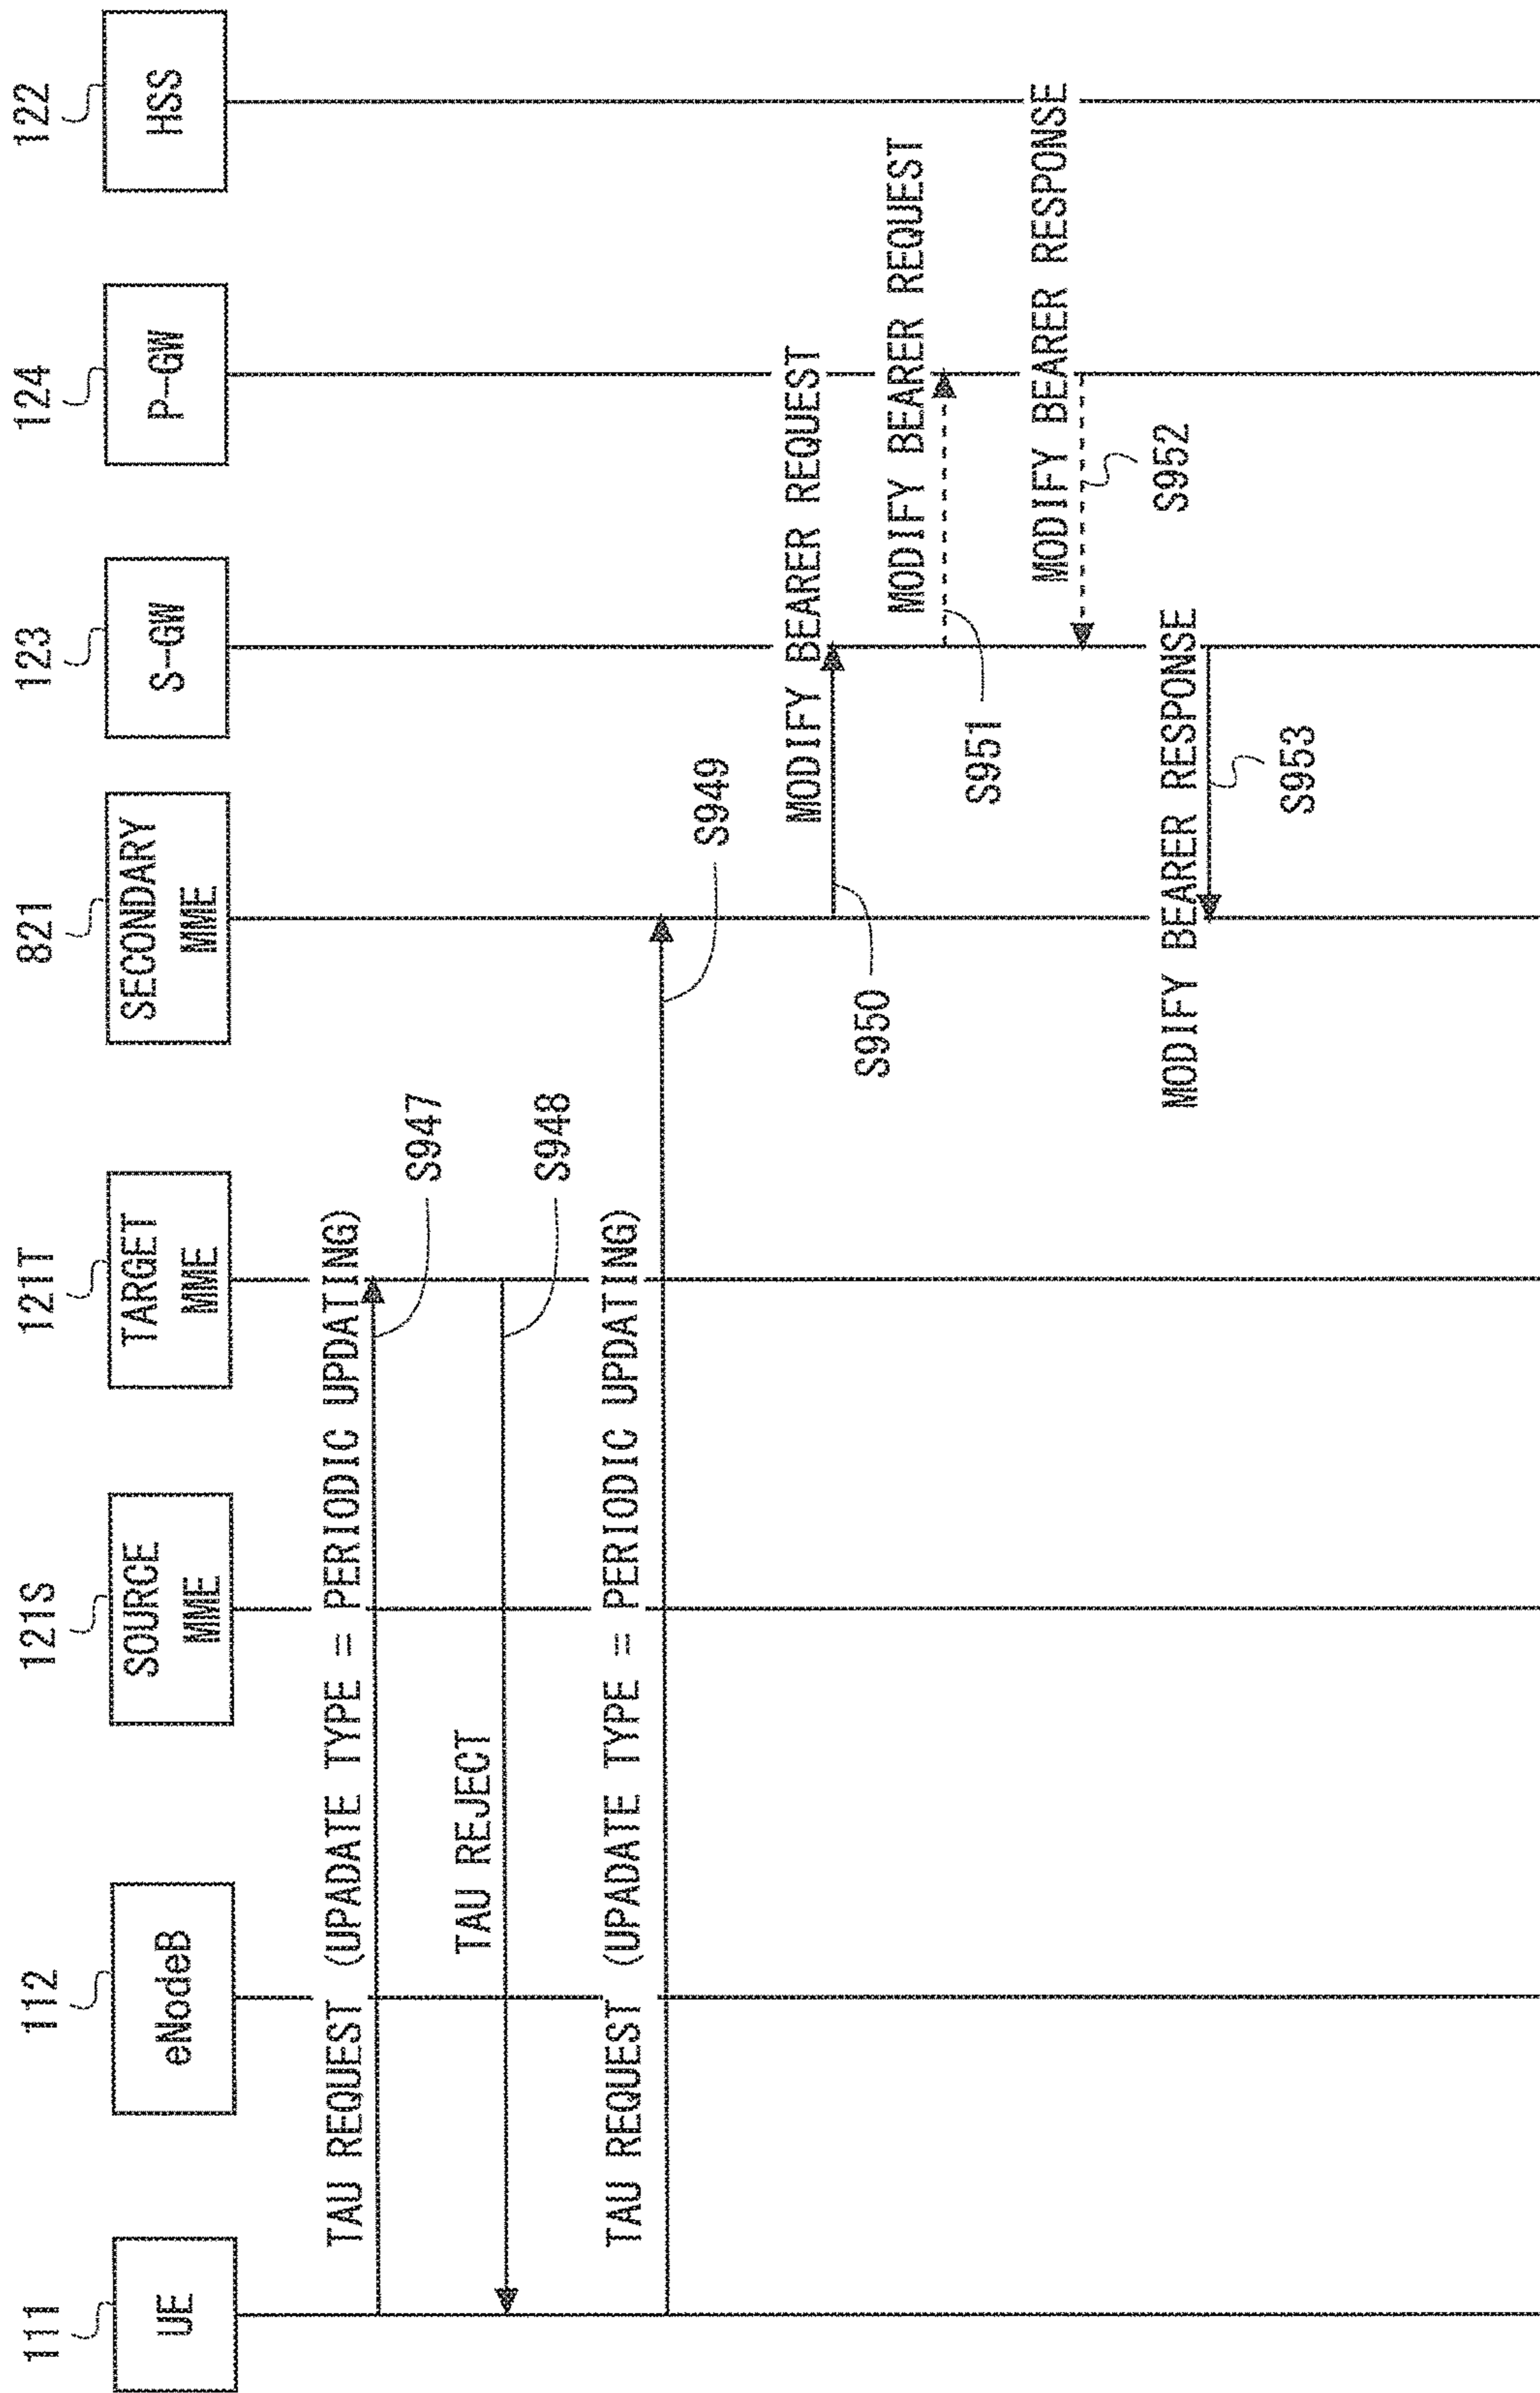 111
112
121S
121T
821
123
124
122
UE
eNodeB
SOURCE
MME
TARGET
MME
SECONDARY
MME
S-GW
P-GW
HSS
TAU REQUEST (UPADATE TYPE = PERIODIC UPDATING)
S947
TAU REJECT
S948
TAU REQUEST (UPADATE TYPE = PERIODIC UPDATING)
S949
MODIFY BEARER REQUEST
S950
MODIFY BEARER REQUEST
S951
MODIFY BEARER RESPONSE
S952
MODIFY BEARER RESPONSE
S953